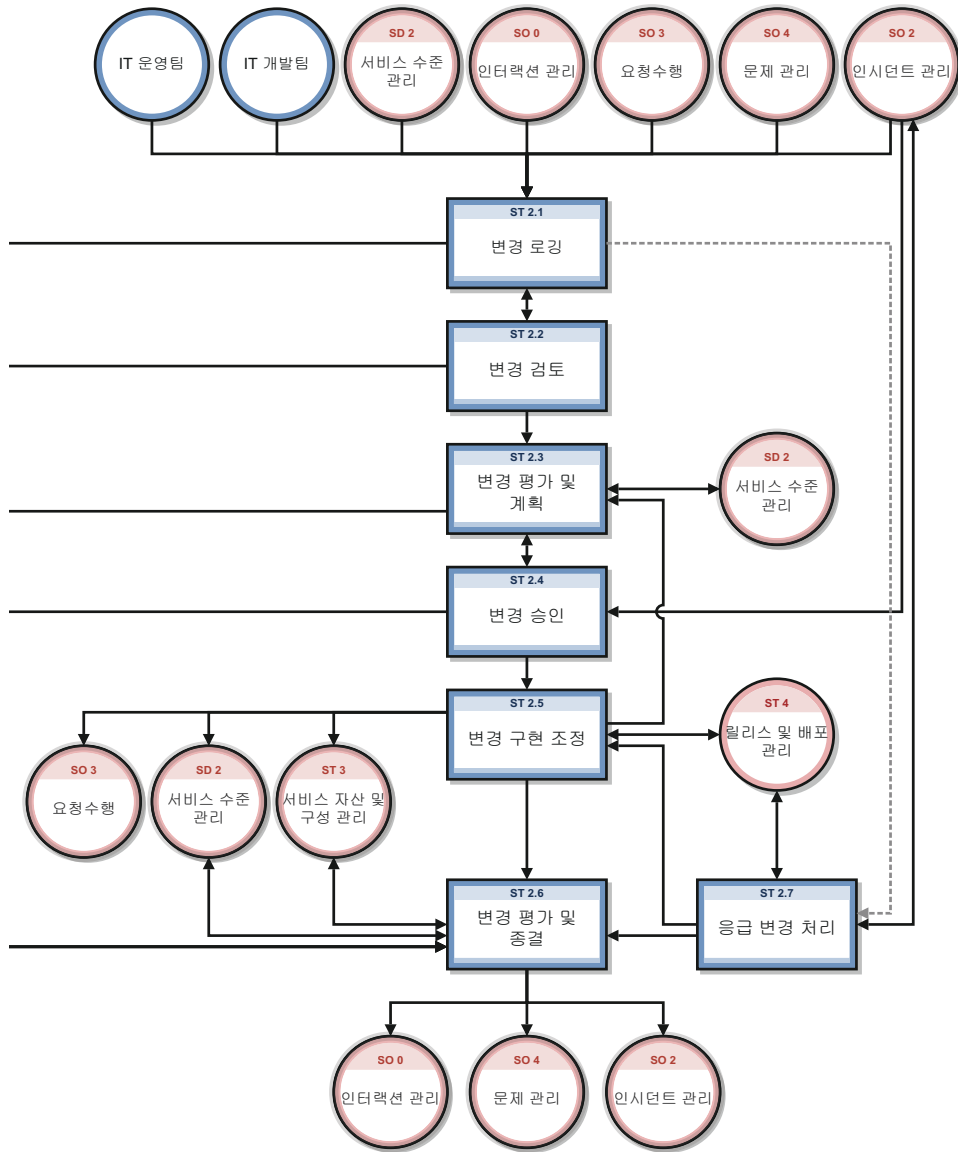 IT 운영팀
IT 개발팀
SD 2
서비스 수준
관리
SO 0
인터랙션 관리
SO 3
요청수행
SO 4
문제 관리
SO 2
인시던트 관리
ST 2.1
변경 로깅
ST 2.2
변경 검토
ST 2.3
변경 평가 및
계획
SD 2
서비스 수준
관리
ST 2.4
변경 승인
ST 2.5
변경 구현 조정
ST 4
릴리스 및 배포
관리
SO 3
요청수행
SD 2
서비스 수준
관리
ST 3
서비스 자산 및
구성 관리
ST 2.6
변경 평가 및
종결
ST 2.7
응급 변경 처리
SO 0
인터랙션 관리
SO 4
문제 관리
SO 2
인시던트 관리